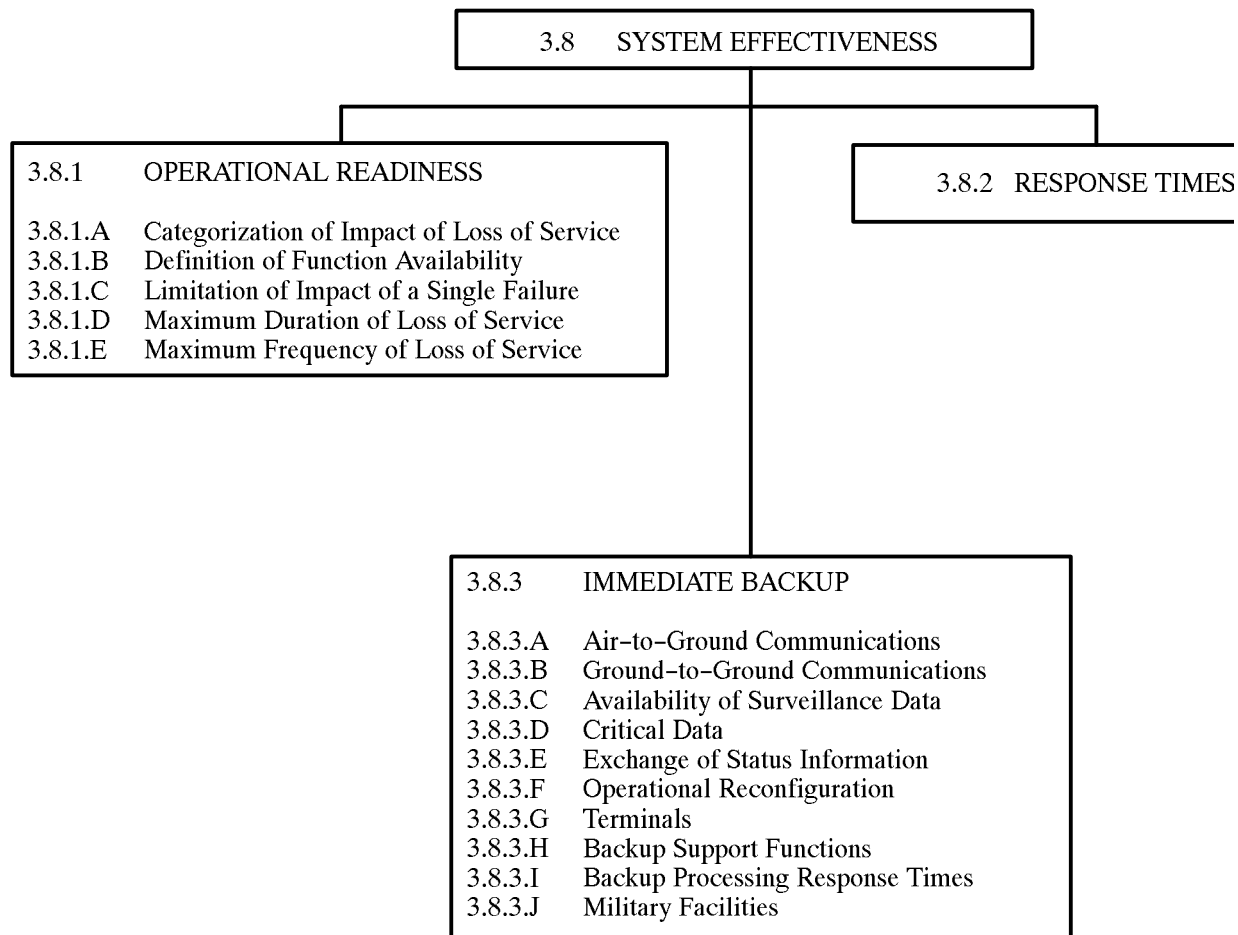 3.8 SYSTEM EFFECTIVENESS
3.8.1 OPERATIONAL READINESS
3.8.1.A Categorization of Impact of Loss of Service
3.8.1.B Definition of Function Availability
3.8.1.C Limitation of Impact of a Single Failure
3.8.1.D Maximum Duration of Loss of Service
3.8.1.E Maximum Frequency of Loss of Service
3.8.2 RESPONSE TIMES
3.8.3 IMMEDIATE BACKUP
3.8.3.A Air-to-Ground Communications
3.8.3.B Ground-to-Ground Communications
3.8.3.C Availability of Surveillance Data
3.8.3.D Critical Data
3.8.3.E Exchange of Status Information
3.8.3.F Operational Reconfiguration
3.8.3.G Terminals
3.8.3.H Backup Support Functions
3.8.3.I Backup Processing Response Times
3.8.3.J Military Facilities